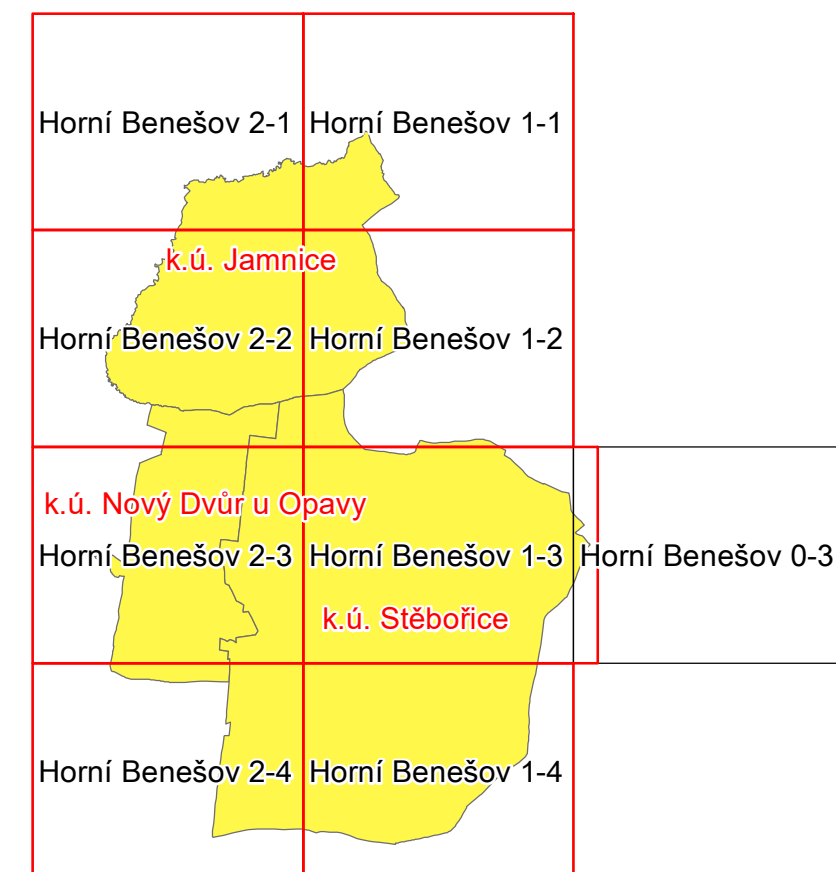 Horní Benešov 2-1
Horní Benešov 1-1
k.ú. Jamnice
Horní Benešov 2-2
Horní Benešov 1-2
k.ú. Nový Dvůr u Opavy
Horní Benešov 2-3
Horní Benešov 1-3
Horní Benešov 0-3
k.ú. Stěbořice
Horní Benešov 2-4
Horní Benešov 1-4